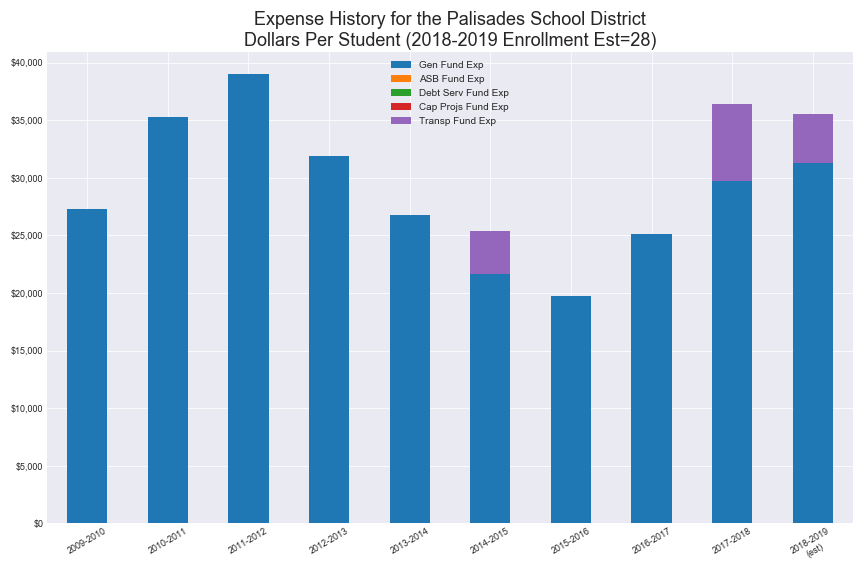 Expense History for the Palisades School District
Dollars Per Student (2018-2019 Enrollment Est=28)
Gen Fund Exp
ASB Fund Exp
Debt Serv Fund Exp
Cap Projs Fund Exp
Transp Fund Exp
$40,000
$35,000
$30,000
$25,000
$20,000
$15,000
$10,000
$5,000
$0
2009-2010
2010-2011
2011-2012
2012-2013
2013-2014
2014-2015
2015-2016
2016-2017
2017-2018
2018-2019
(est)